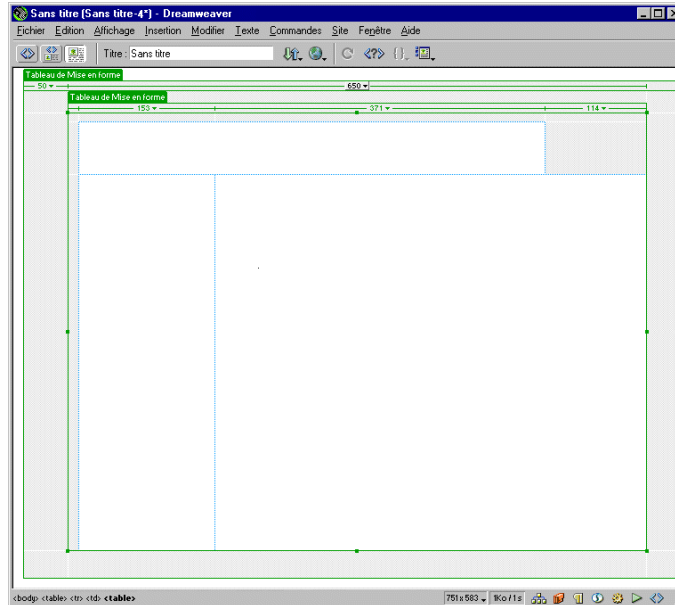 Sans titre (Sans titre-4*) - Dreamweaver
Fichier Edition Affichage Insertion Modifier Texte Commandes Site Fenêtre Aide
Titre : Sans titre
Tableau de Mise en forme
50 650
Tableau de Mise en forme
153 371 114
<body> <table> <tr> <td> <table> 751 x 583 1Ko / 1 s